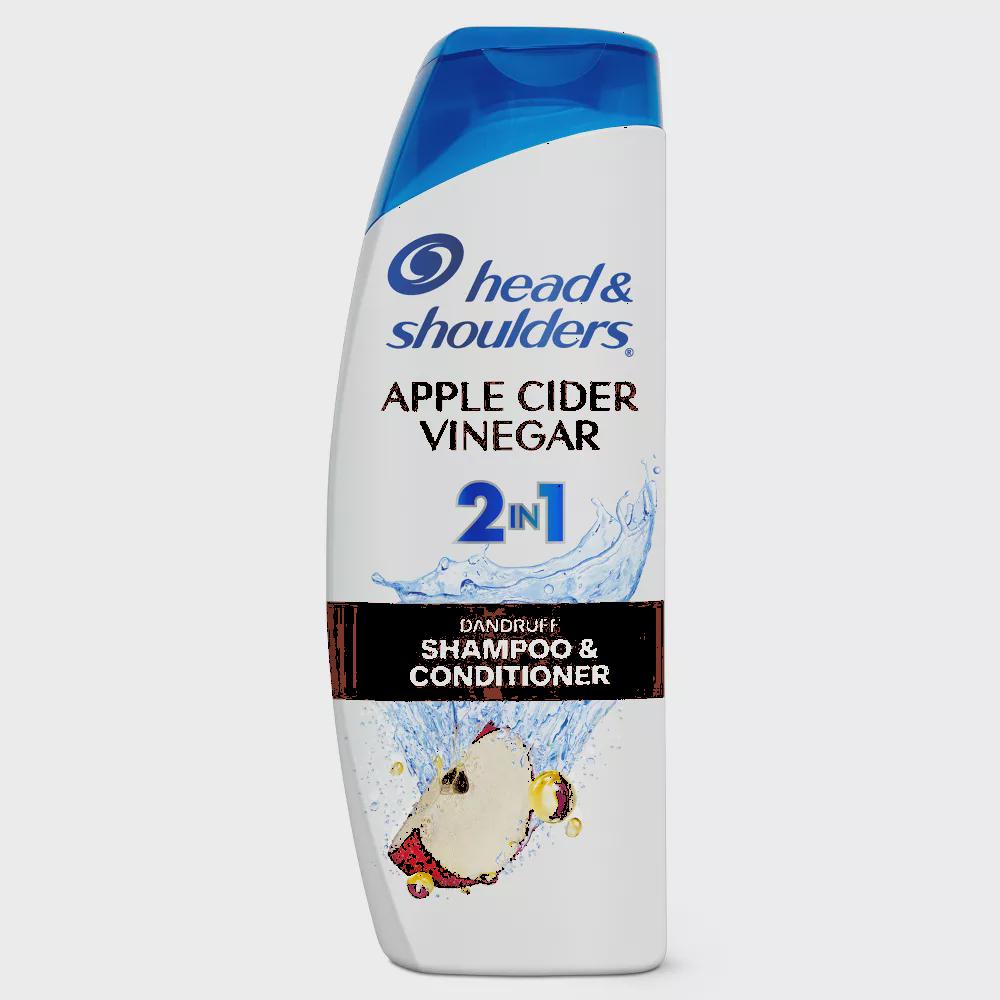 head &
shoulders®
APPLE CIDER
VINEGAR
2 IN 1
DANDRUFF
SHAMPOO &
CONDITIONER